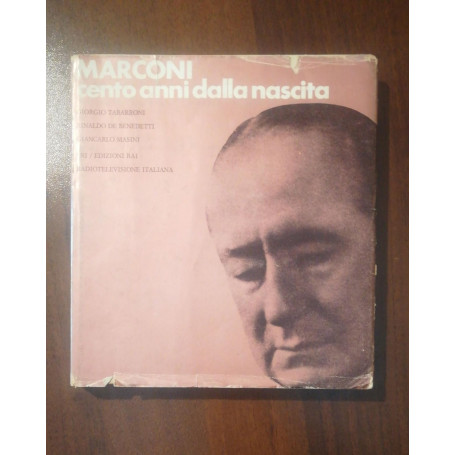 MARCONI
cento anni dalla nascita
GIORGIO TABARRONI
RINALDO DE BENEDETTI
GIANCARLO MASINI
ERI / EDIZIONI RAI
RADIOTELEVISIONE ITALIANA